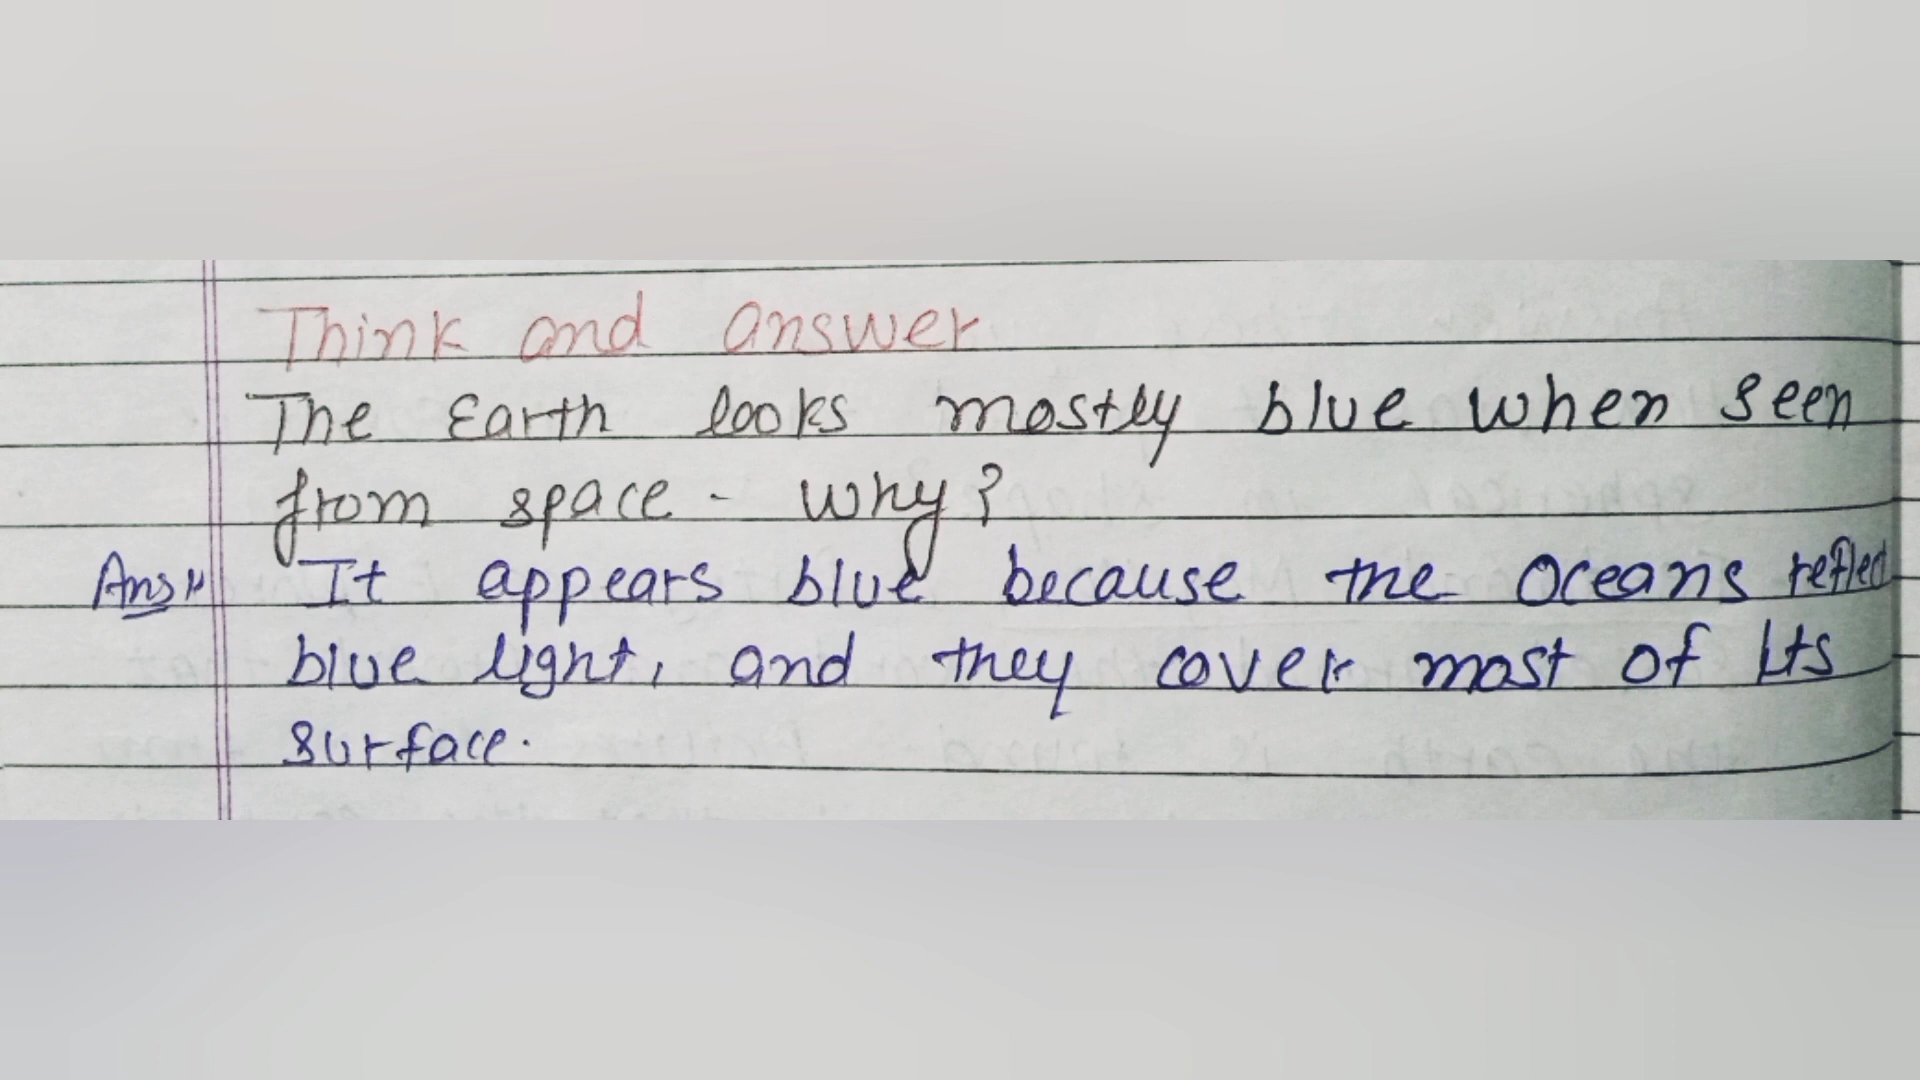 Think and answer
The Earth looks mostly blue when seen
from space - why?
Ans It appears blue because the Oceans reflect
blue light, and they cover most of its
surface.